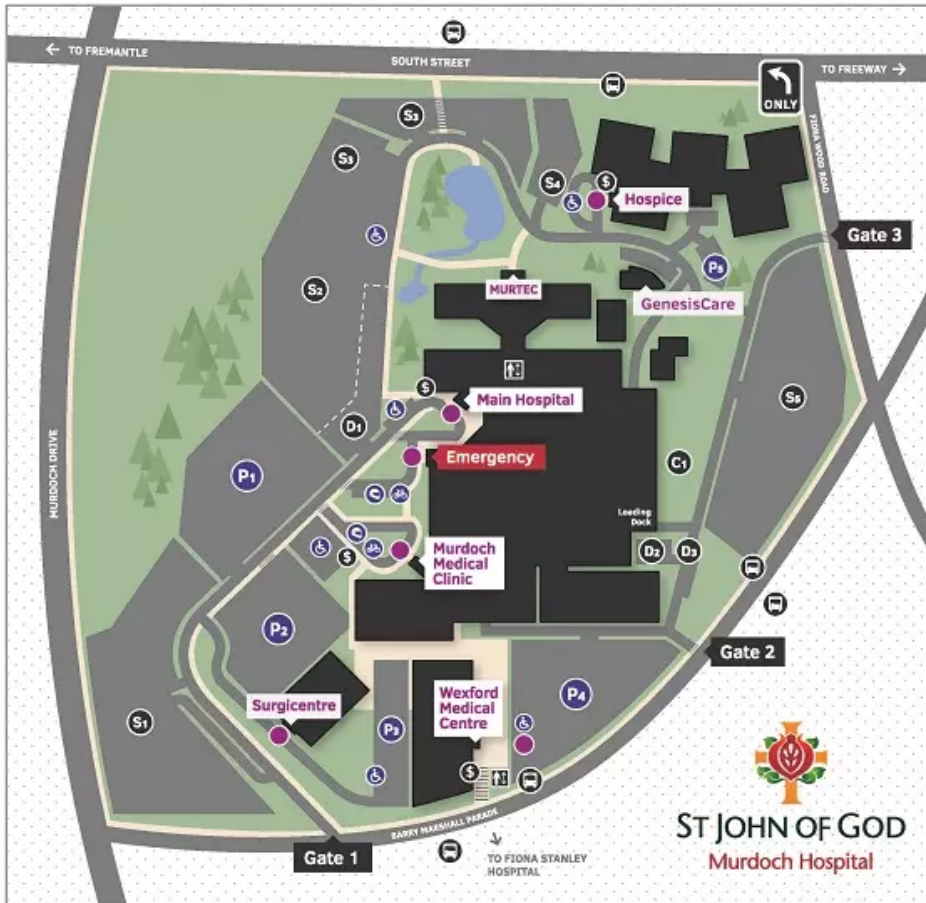 ← TO FREMANTLE
SOUTH STREET
TO FREEWAY →
ONLY
FIONA WOOD ROAD
S3
S3
S4
$
Hospice
Gate 3
P5
S2
MURTEC
GenesisCare
$
Main Hospital
S5
D1
Emergency
C1
P1
MURDOCH DRIVE
Loading
Dock
$
Murdoch
Medical
Clinic
D2
D3
P2
Gate 2
Surgicentre
Wexford
Medical
Centre
P4
S1
P3
$
BARRY MARSHALL PARADE
Gate 1
TO FIONA STANLEY
HOSPITAL
ST JOHN OF GOD
Murdoch Hospital